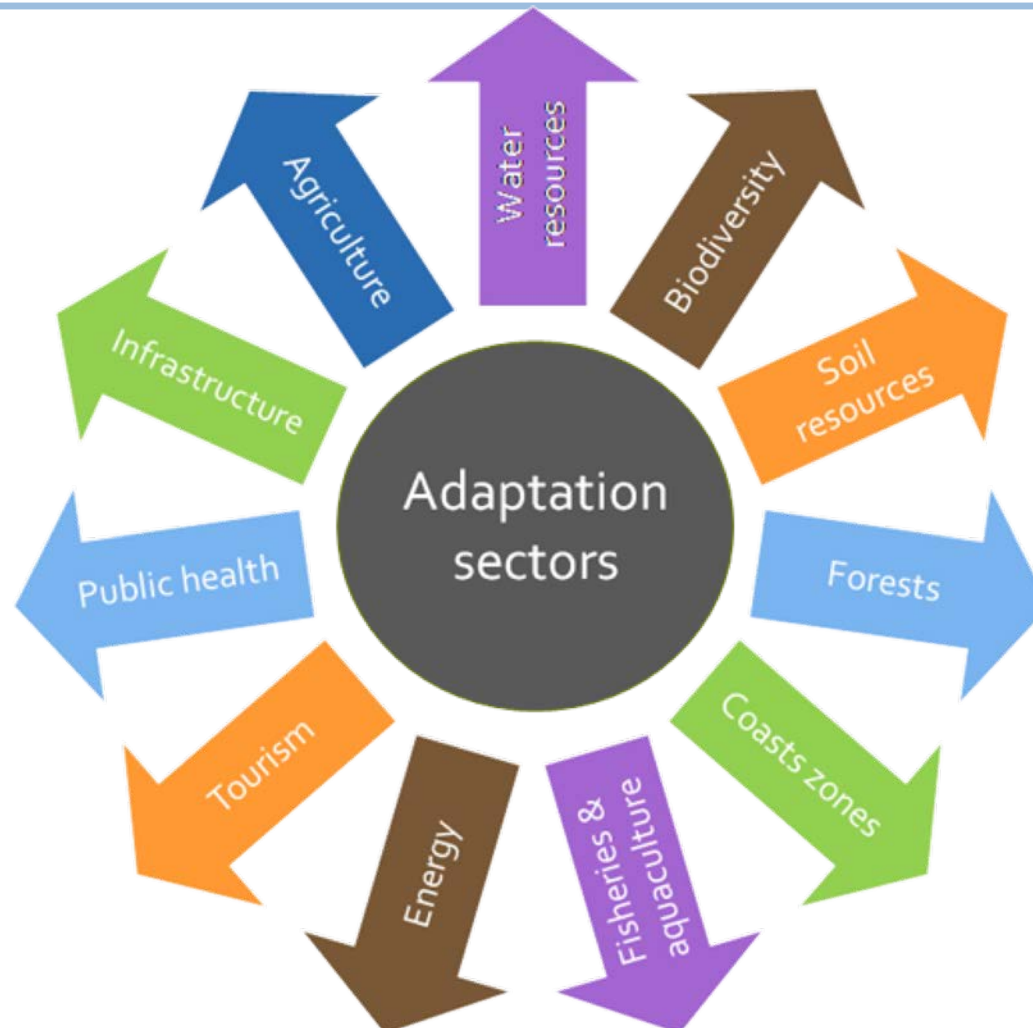 Adaptation
sectors
Water
resources
Biodiversity
Soil
resources
Forests
Coasts zones
Fisheries &
aquaculture
Energy
Tourism
Public health
Infrastructure
Agriculture